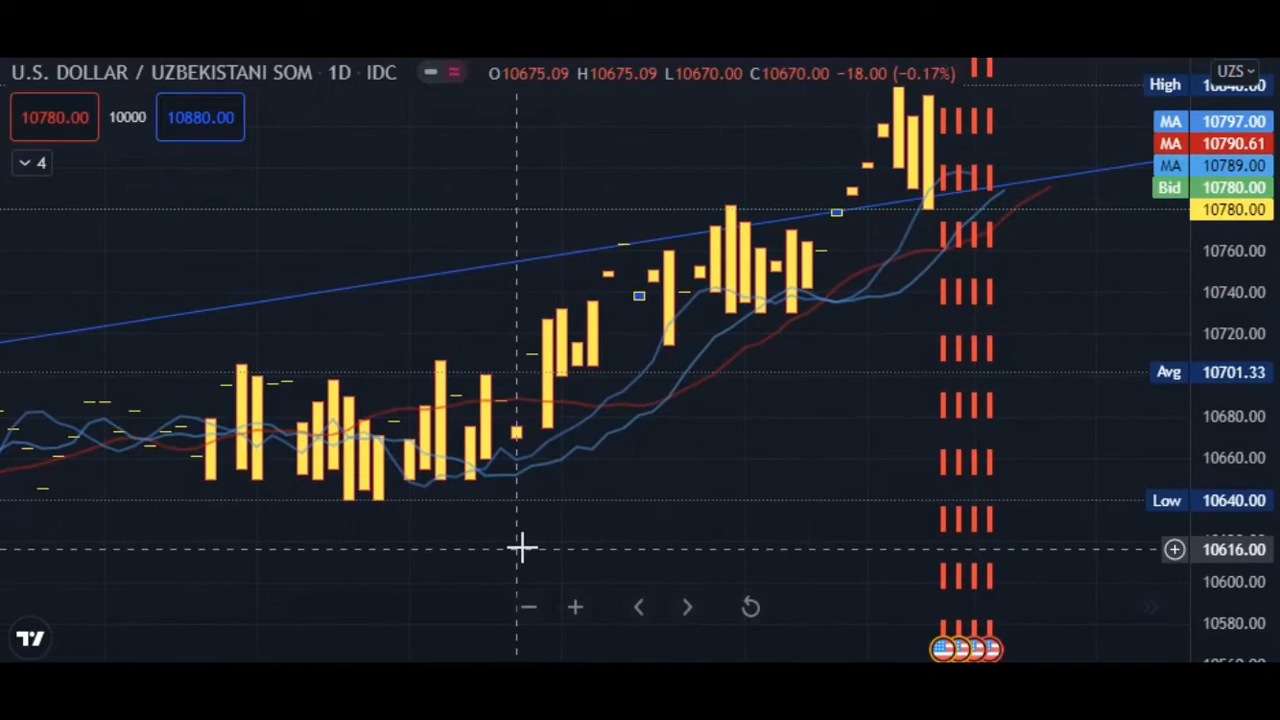 U.S. DOLLAR / UZBEKISTANI SOM · 1D · IDC O10675.09 H10675.09 L10670.00 C10670.00 −18.00 (−0.17%) UZS
10780.00 10000 10880.00
4
High
MA 10797.00
MA 10790.61
MA 10789.00
Bid 10780.00
10780.00
10760.00
10740.00
10720.00
Avg 10701.33
10680.00
10660.00
Low 10640.00
10616.00
10600.00
10580.00